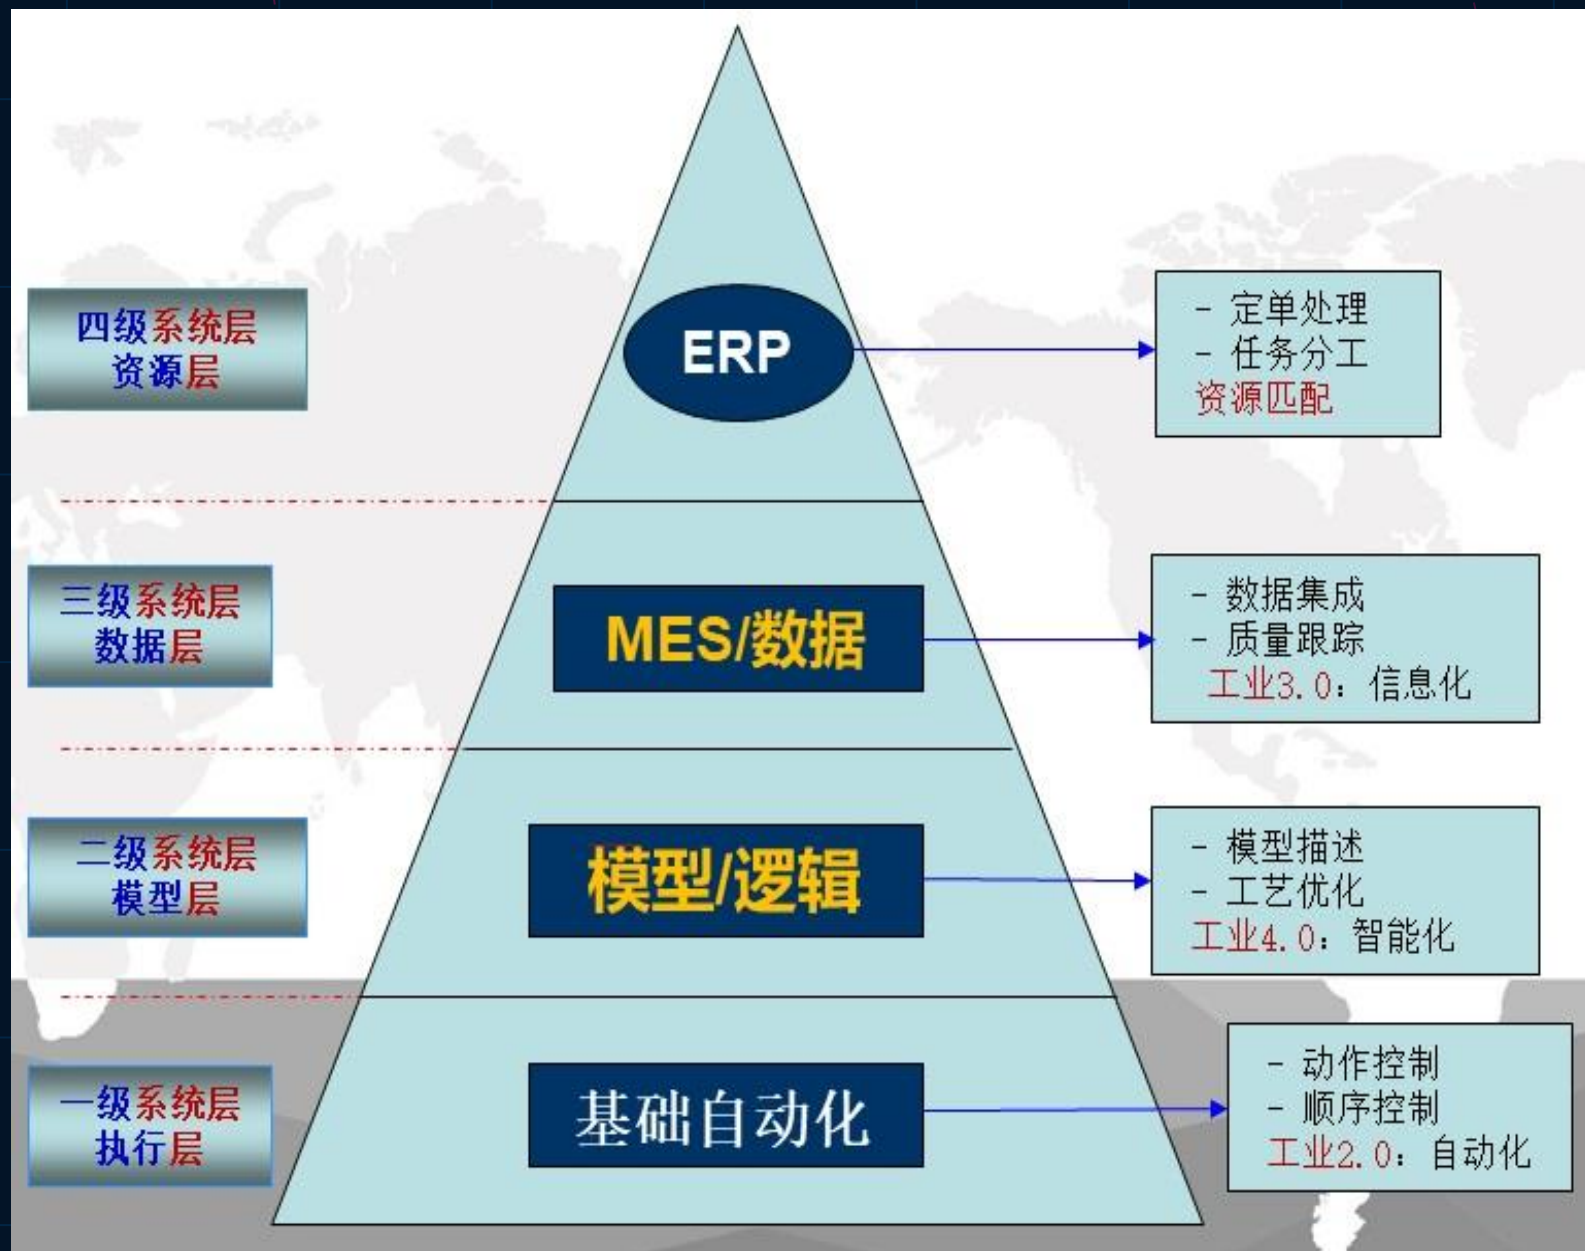 四级系统层
资源层
ERP
- 定单处理
- 任务分工
资源匹配
三级系统层
数据层
MES/数据
- 数据集成
- 质量跟踪
工业3.0：信息化
二级系统层
模型层
模型/逻辑
- 模型描述
- 工艺优化
工业4.0：智能化
一级系统层
执行层
基础自动化
- 动作控制
- 顺序控制
工业2.0：自动化